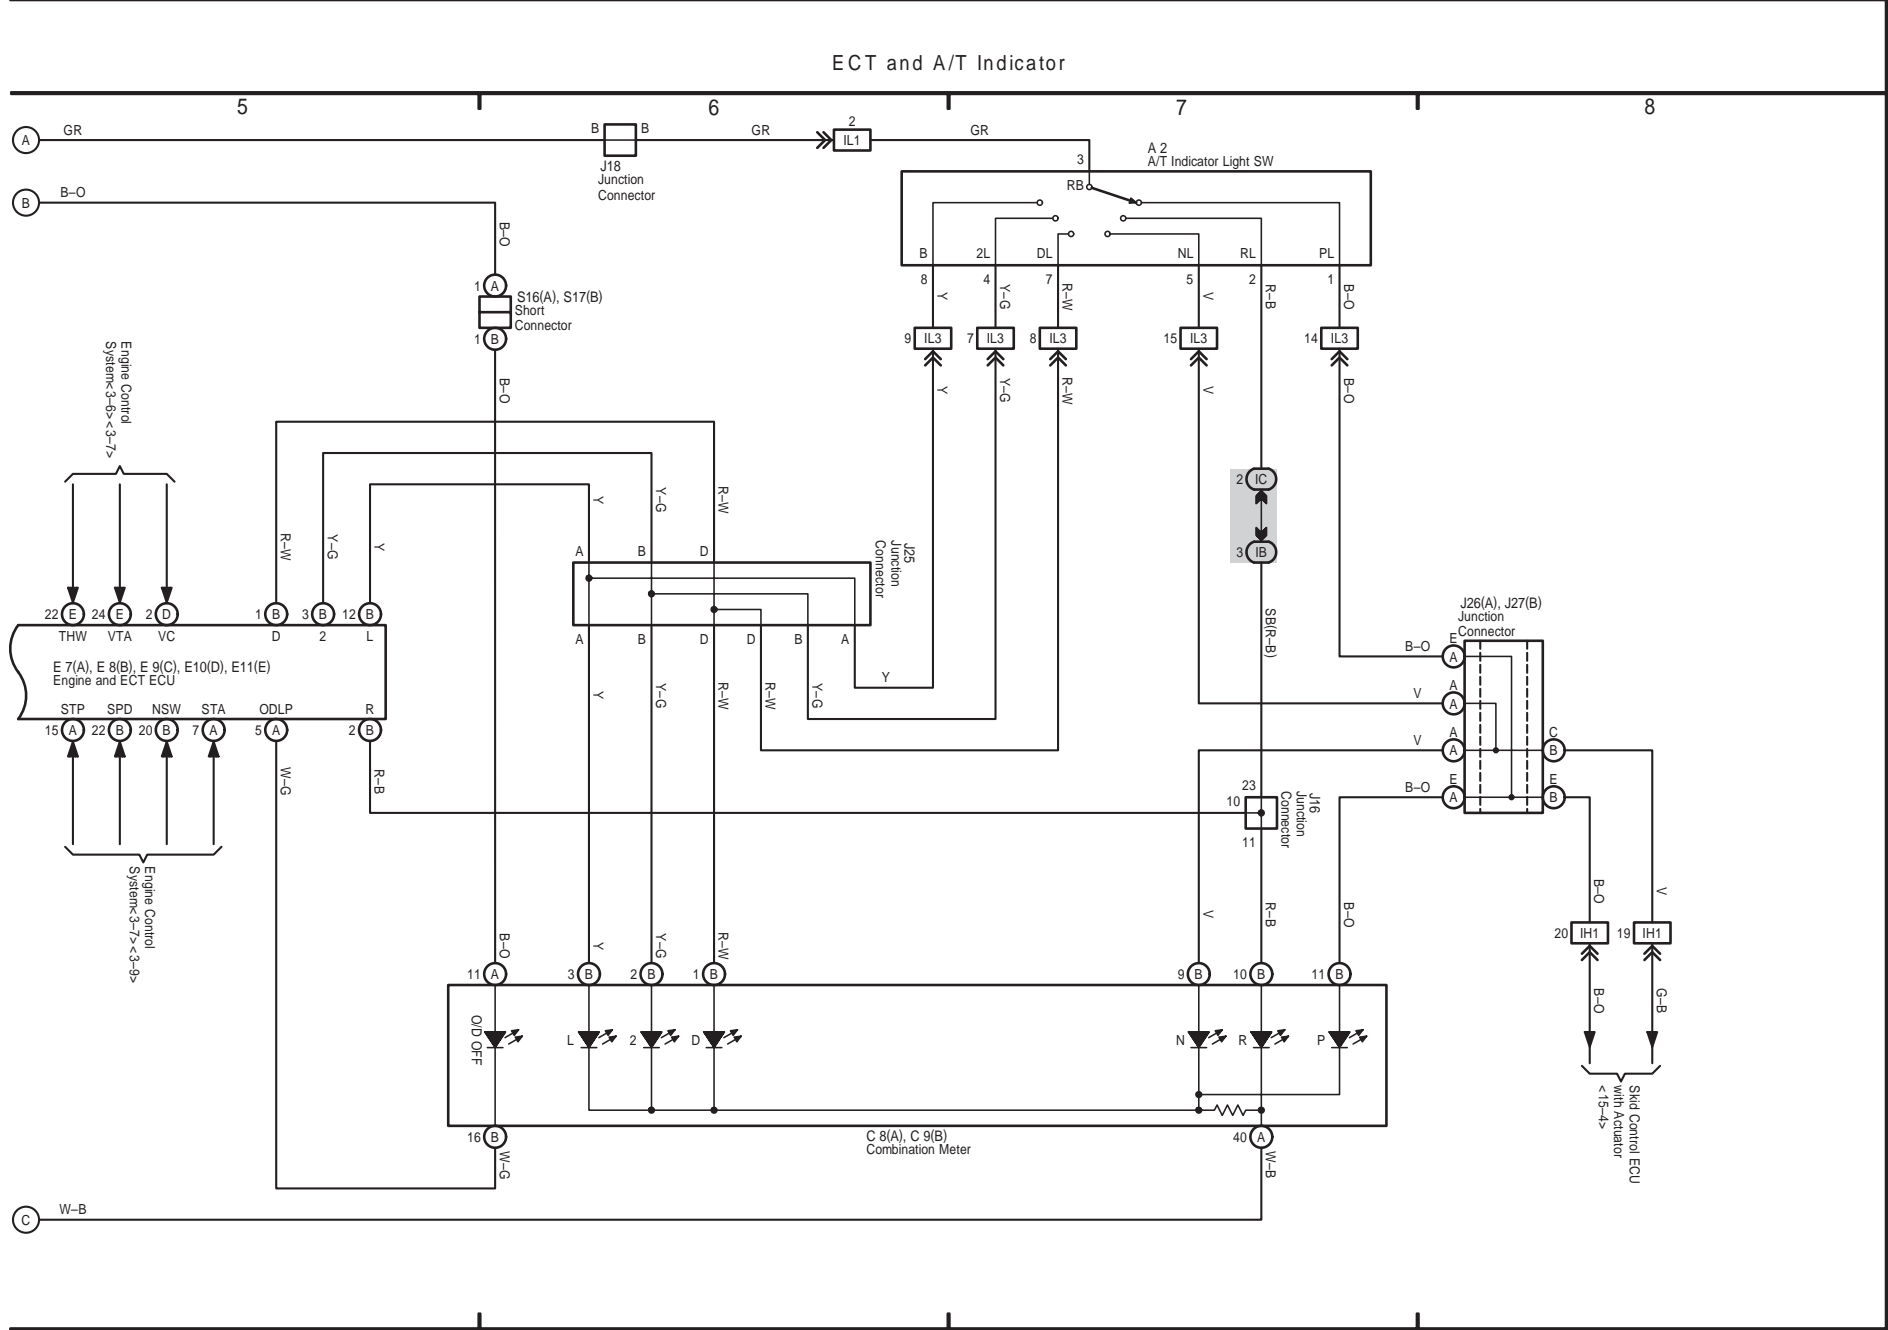 ECT and A/T Indicator
5
6
7
8
A
GR
B
B
GR
2
IL1
GR
J18
Junction
Connector
A 2
A/T Indicator Light SW
3
RB
B
B–O
B–O
B
2L
DL
NL
RL
PL
8
4
7
5
2
1
Y
Y–G
R–W
V
R–B
B–O
1
A
S16(A), S17(B)
Short
Connector
1
B
9
IL3
7
IL3
8
IL3
15
IL3
14
IL3
B–O
Y
Y–G
R–W
V
B–O
Engine Control
System<3–6><3–7>
2
IC
3
IB
R–W
Y–G
Y
Y
Y–G
R–W
A
B
D
J25
Junction
Connector
A
B
D
D
B
A
22
E
24
E
2
D
1
B
3
B
12
B
THW
VTA
VC
D
2
L
E 7(A), E 8(B), E 9(C), E10(D), E11(E)
Engine and ECT ECU
STP
SPD
NSW
STA
ODLP
R
15
A
22
B
20
B
7
A
5
A
2
B
SB(R–B)
J26(A), J27(B)
Junction
Connector
B–O
E
A
V
A
A
V
A
A
C
B
B–O
E
A
E
B
Y
Y
Y–G
R–W
R–W
Y–G
W–G
R–B
23
10
11
J16
Junction
Connector
Engine Control
System<3–7><3–9>
B–O
Y
Y–G
R–W
V
R–B
B–O
B–O
V
20
IH1
19
IH1
B–O
G–B
Skid Control ECU
with Actuator
<15–4>
11
A
3
B
2
B
1
B
9
B
10
B
11
B
O/D OFF
L
2
D
N
R
P
16
B
C 8(A), C 9(B)
Combination Meter
40
A
W–G
W–B
C
W–B